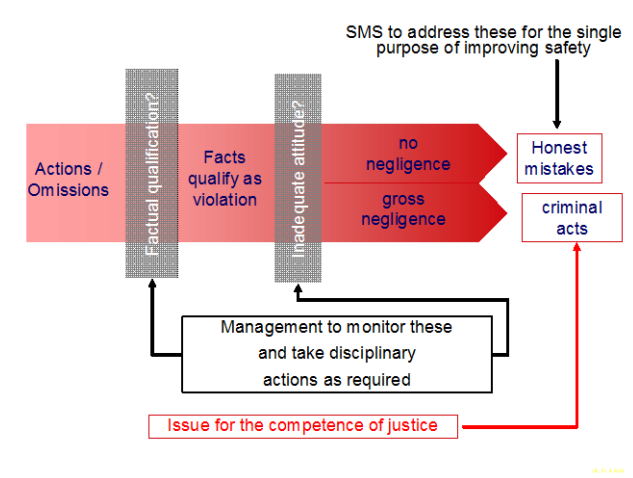 SMS to address these for the single
purpose of improving safety
Factual qualification?
Inadequate attitude?
Actions /
Omissions
Facts
qualify as
violation
no
negligence
gross
negligence
Honest
mistakes
criminal
acts
Management to monitor these
and take disciplinary
actions as required
Issue for the competence of justice